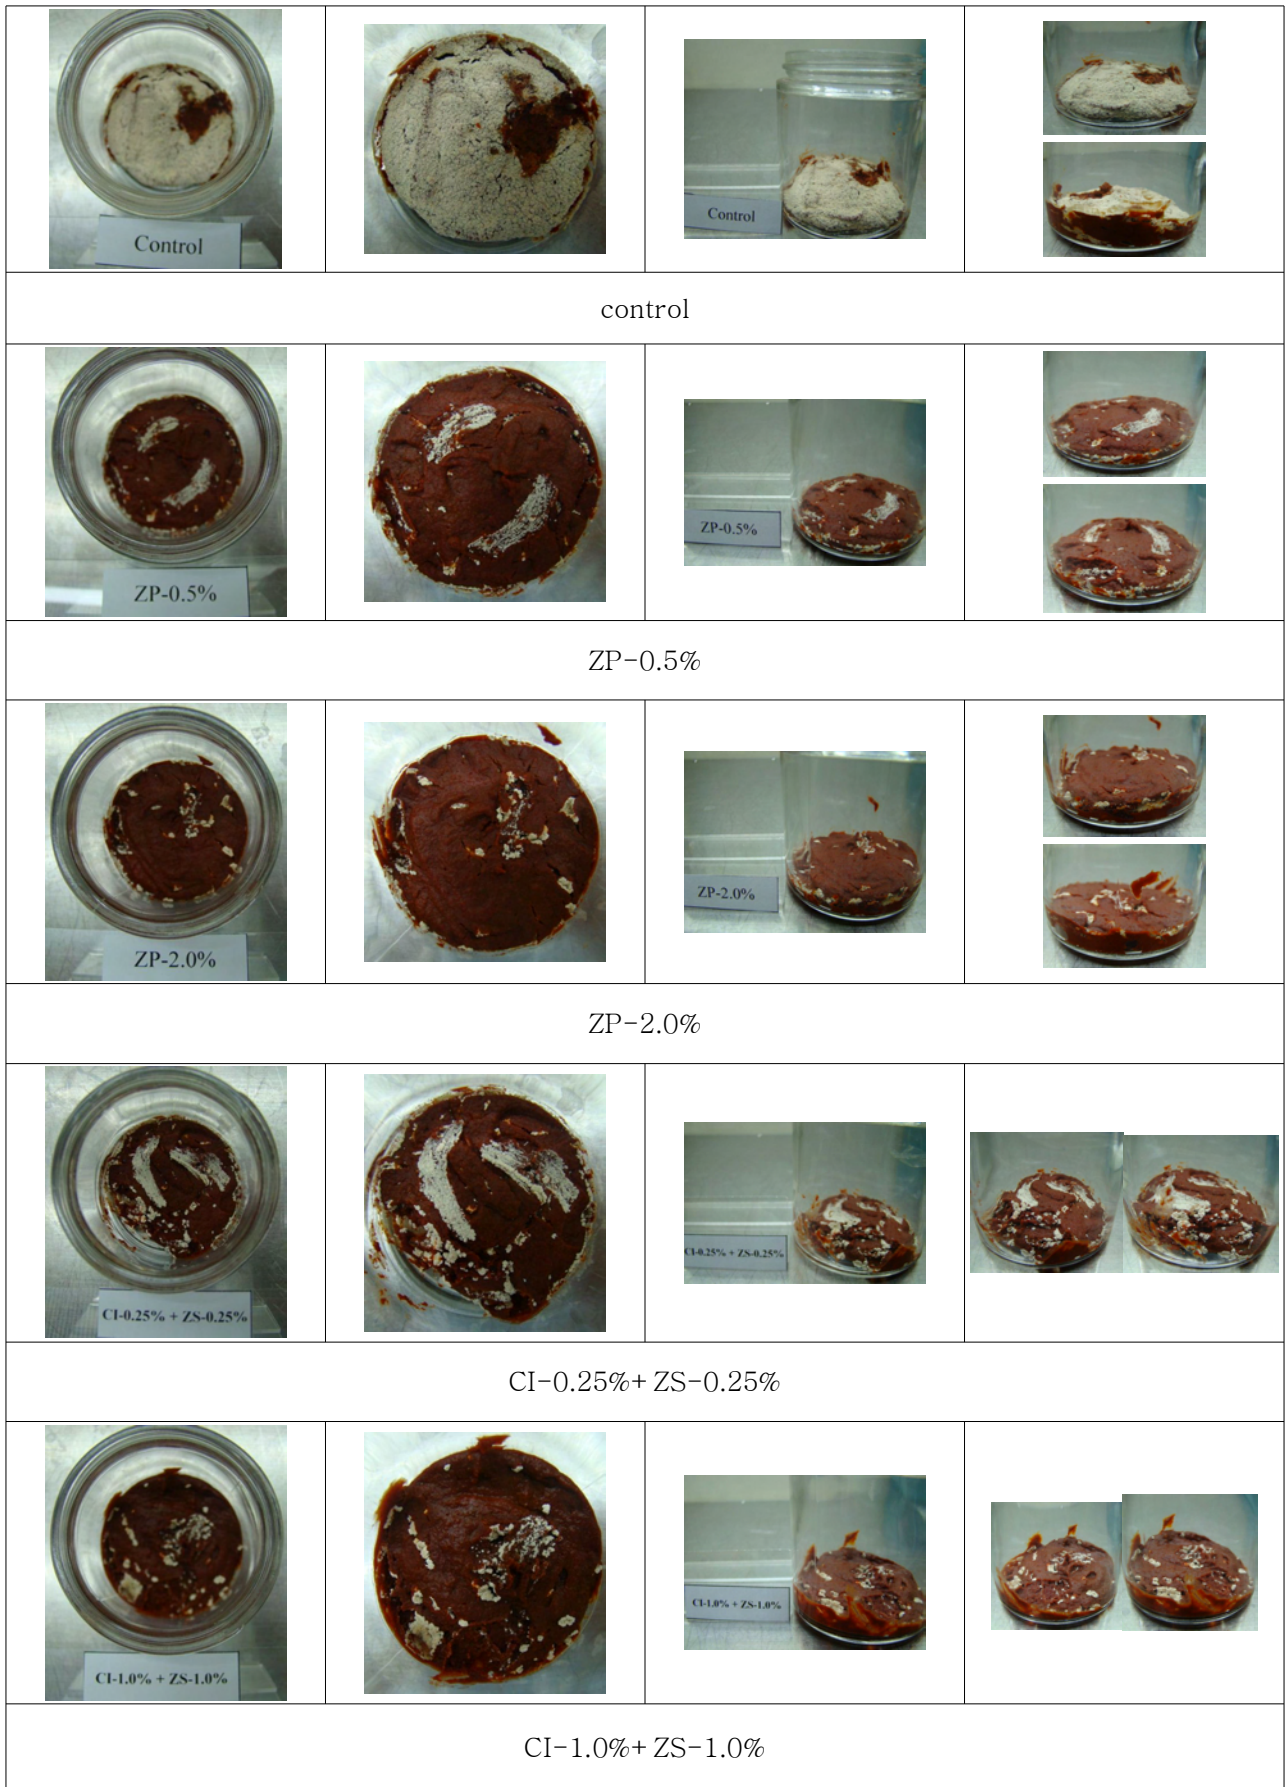 Control
Control
control
ZP-0.5%
ZP-0.5%
ZP-0.5%
ZP-2.0%
ZP-2.0%
ZP-2.0%
CI-0.25% + ZS-0.25%
CI-0.25% + ZS-0.25%
CI-0.25%+ ZS-0.25%
CI-1.0% + ZS-1.0%
CI-1.0% + ZS-1.0%
CI-1.0%+ ZS-1.0%